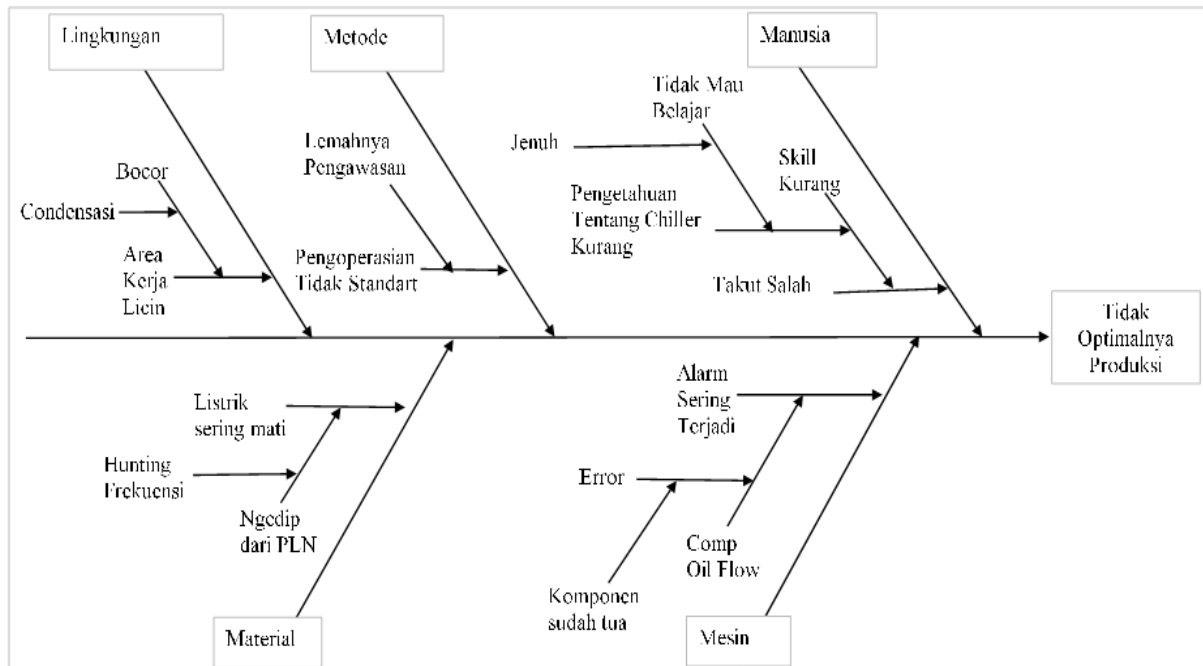 Lingkungan
Metode
Manusia
Tidak Mau
Belajar
Jenuh
Lemahnya
Pengawasan
Skill
Kurang
Bocor
Condensasi
Pengetahuan
Tentang Chiller
Kurang
Area
Kerja
Licin
Pengoperasian
Tidak Standart
Takut Salah
Tidak
Optimalnya
Produksi
Listrik
sering mati
Alarm
Sering
Terjadi
Hunting
Frekuensi
Error
Ngedip
dari PLN
Comp
Oil Flow
Komponen
sudah tua
Material
Mesin